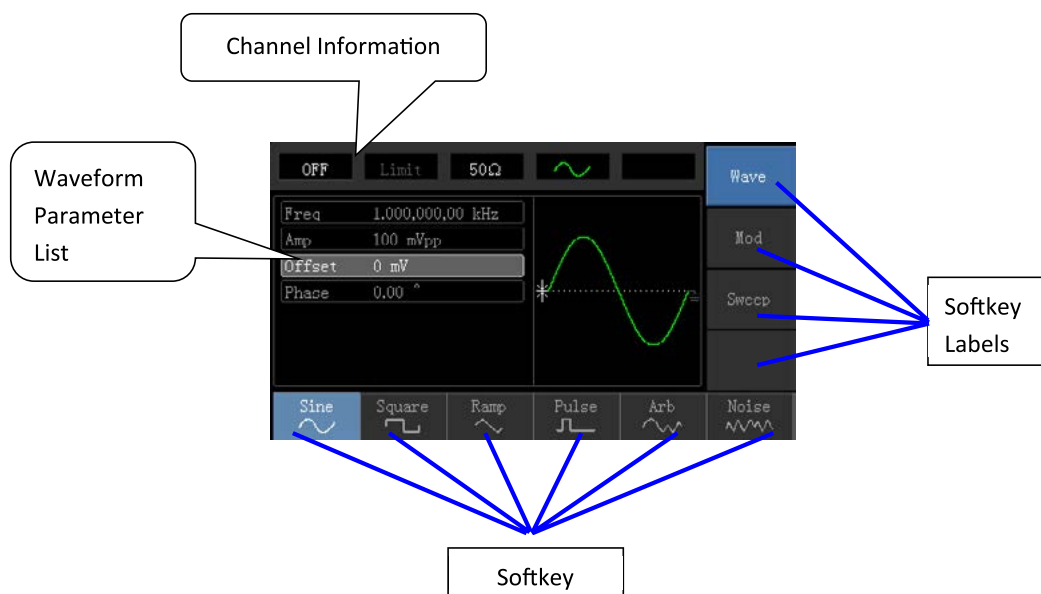 Channel Information
Waveform
Parameter
List
OFF Limit 50Ω
Wave
Freq 1.000,000,00 kHz
Amp 100 mVpp
Offset 0 mV
Phase 0.00 °
Mod
Sweep
Softkey
Labels
Sine Square Ramp Pulse Arb Noise
Softkey